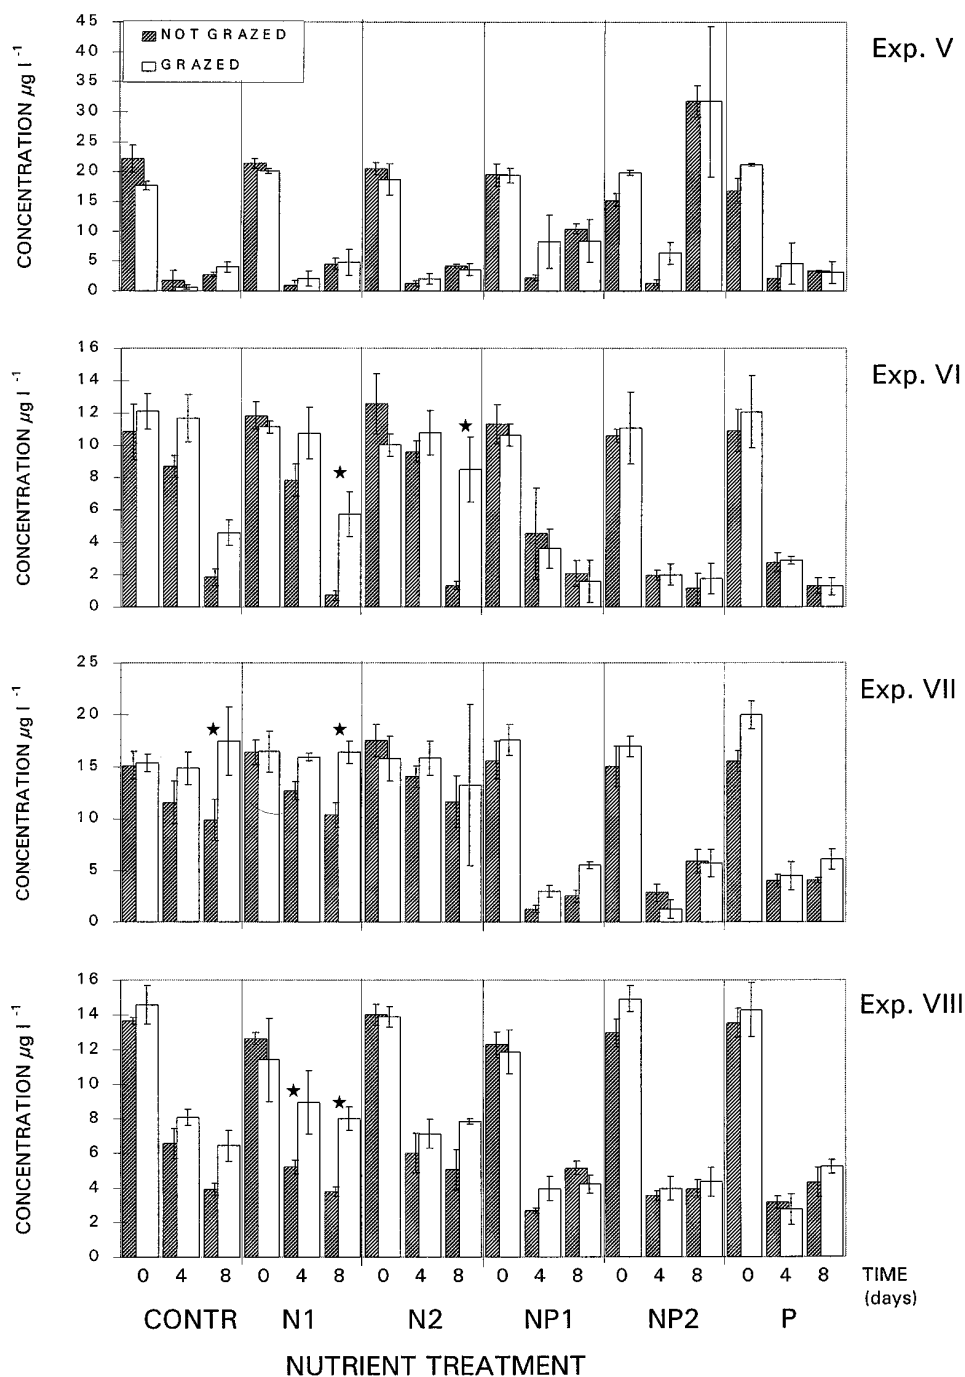 NOT GRAZED
GRAZED
Exp. V
CONCENTRATION µg l -1
45
40
35
30
25
20
15
10
5
0
Exp. VI
CONCENTRATION µg l -1
16
14
12
10
8
6
4
2
0
★
★
Exp. VII
CONCENTRATION µg l -1
25
20
15
10
5
0
★
★
Exp. VIII
CONCENTRATION µg l -1
16
14
12
10
8
6
4
2
0
★
★
0 4 8 0 4 8 0 4 8 0 4 8 0 4 8 0 4 8 TIME
(days)
CONTR N1 N2 NP1 NP2 P
NUTRIENT TREATMENT